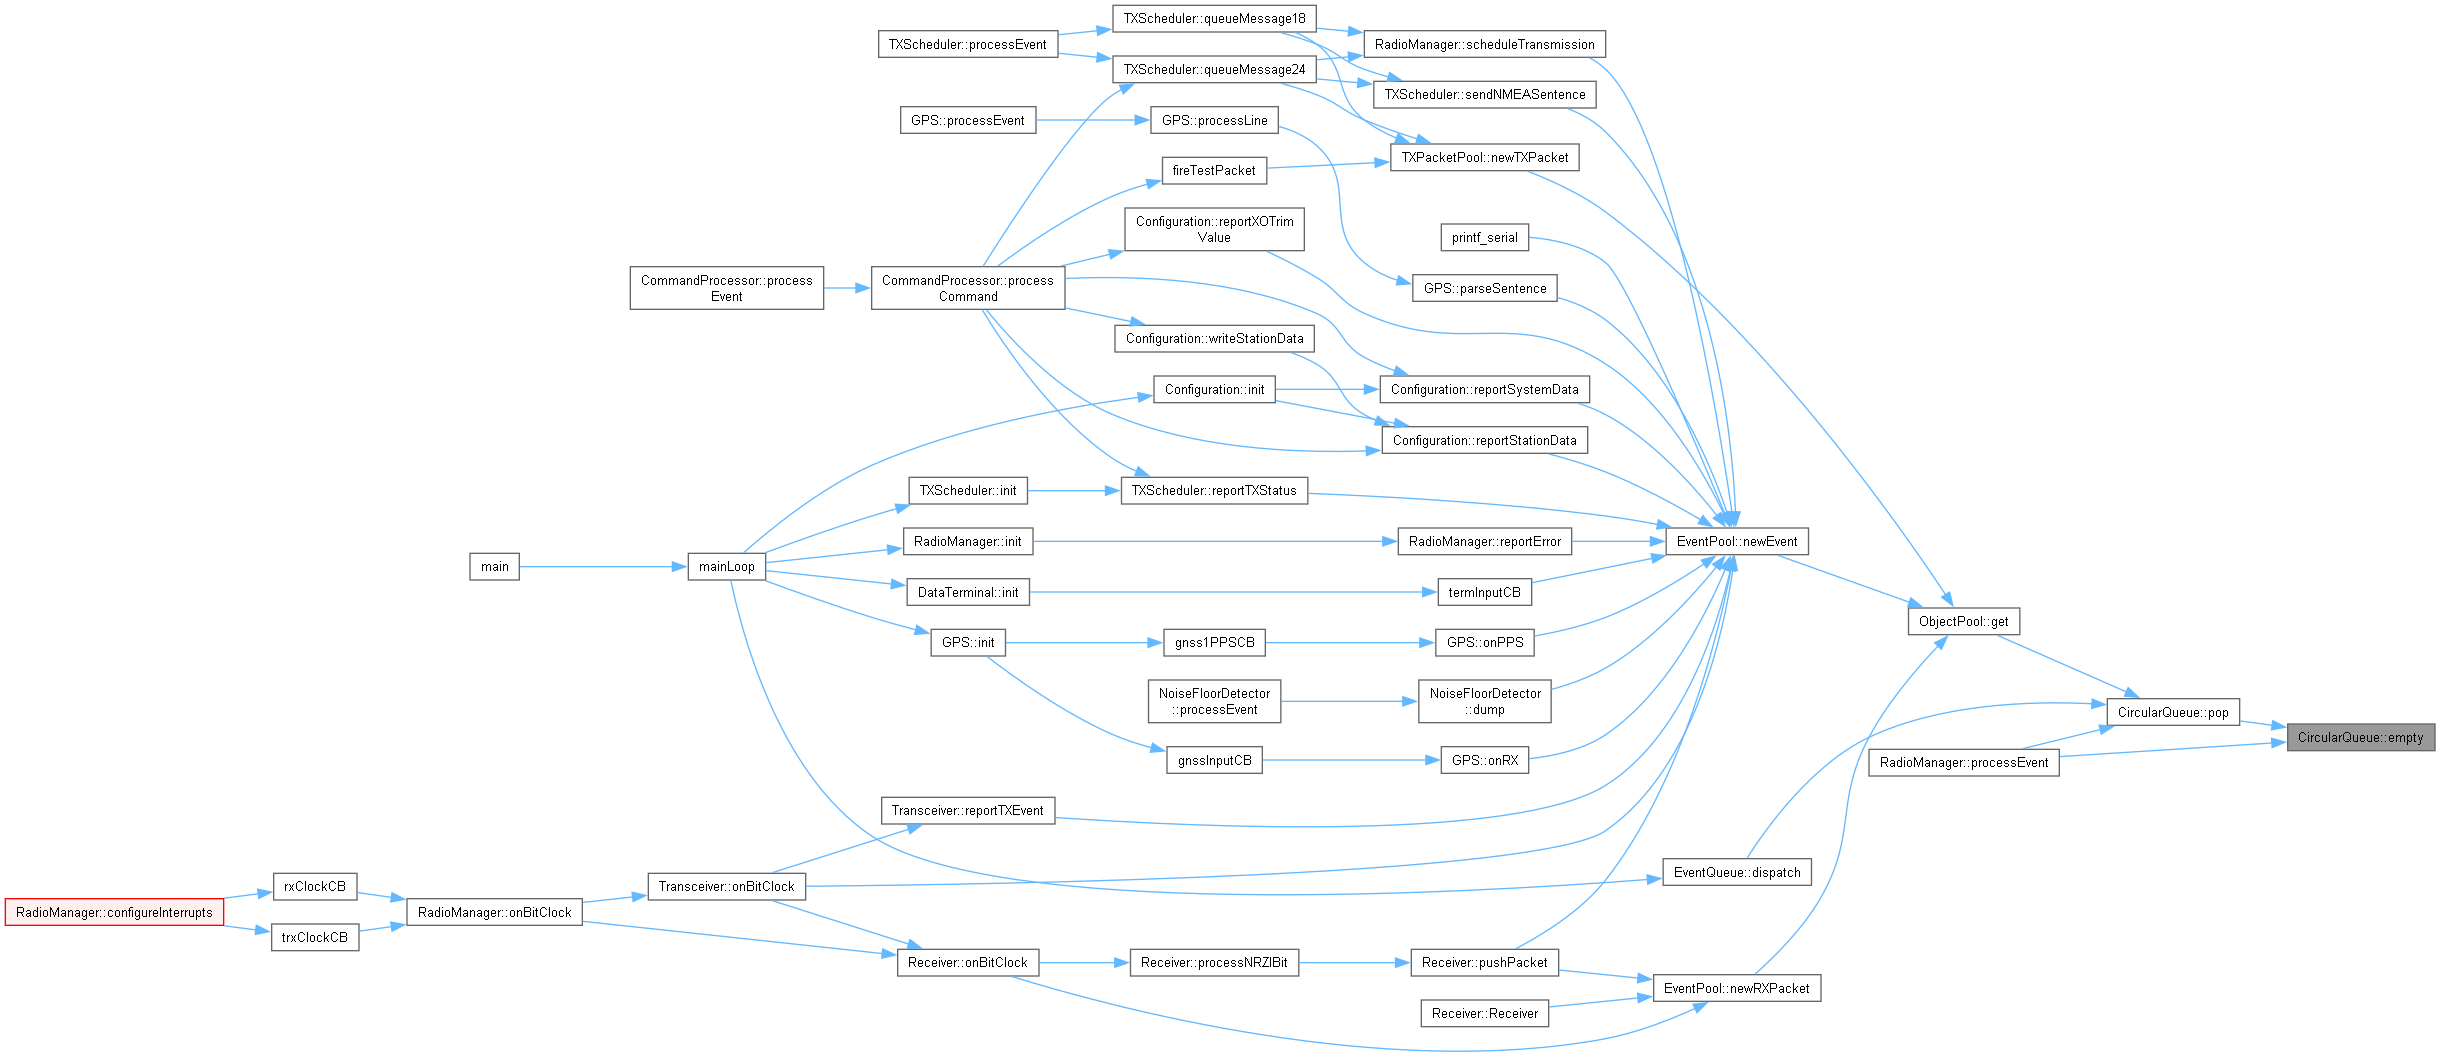 TXScheduler::queueMessage18
TXScheduler::processEvent
RadioManager::scheduleTransmission
TXScheduler::queueMessage24
TXScheduler::sendNMEASentence
GPS::processEvent
GPS::processLine
TXPacketPool::newTXPacket
fireTestPacket
Configuration::reportXOTrim
Value
printf_serial
CommandProcessor::process
Event
CommandProcessor::process
Command
GPS::parseSentence
Configuration::writeStationData
Configuration::init
Configuration::reportSystemData
Configuration::reportStationData
TXScheduler::init
TXScheduler::reportTXStatus
RadioManager::init
RadioManager::reportError
EventPool::newEvent
main
mainLoop
DataTerminal::init
termInputCB
ObjectPool::get
GPS::init
gnss1PPSCB
GPS::onPPS
NoiseFloorDetector
::processEvent
NoiseFloorDetector
::dump
CircularQueue::pop
CircularQueue::empty
gnssInputCB
GPS::onRX
RadioManager::processEvent
Transceiver::reportTXEvent
EventQueue::dispatch
rxClockCB
Transceiver::onBitClock
RadioManager::configureInterrupts
RadioManager::onBitClock
trxClockCB
Receiver::onBitClock
Receiver::processNRZIBit
Receiver::pushPacket
EventPool::newRXPacket
Receiver::Receiver